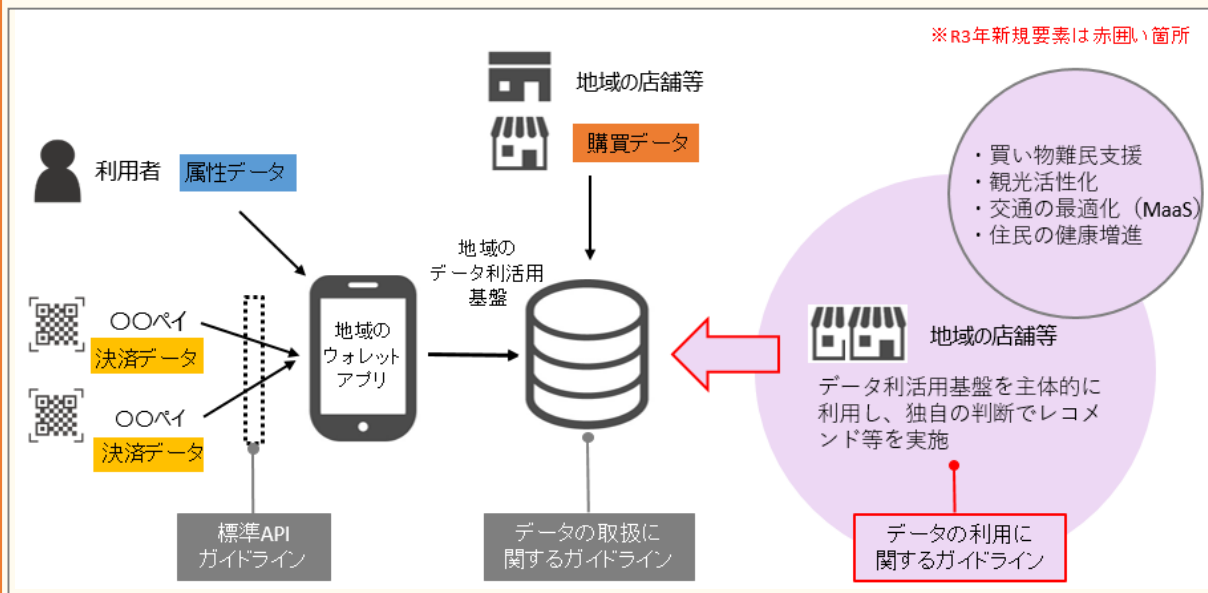 ※R3年新規要素は赤囲い箇所
地域の店舗等
購買データ
利用者
属性データ
・買い物難民支援
・観光活性化
・交通の最適化（MaaS）
・住民の健康増進
地域の
データ利活用
基盤
〇〇ペイ
決済データ
〇〇ペイ
決済データ
地域の
ウォレット
アプリ
地域の店舗等
データ利活用基盤を主体的に
利用し、独自の判断でレコメ
ンド等を実施
標準API
ガイドライン
データの取扱に
関するガイドライン
データの利用に
関するガイドライン